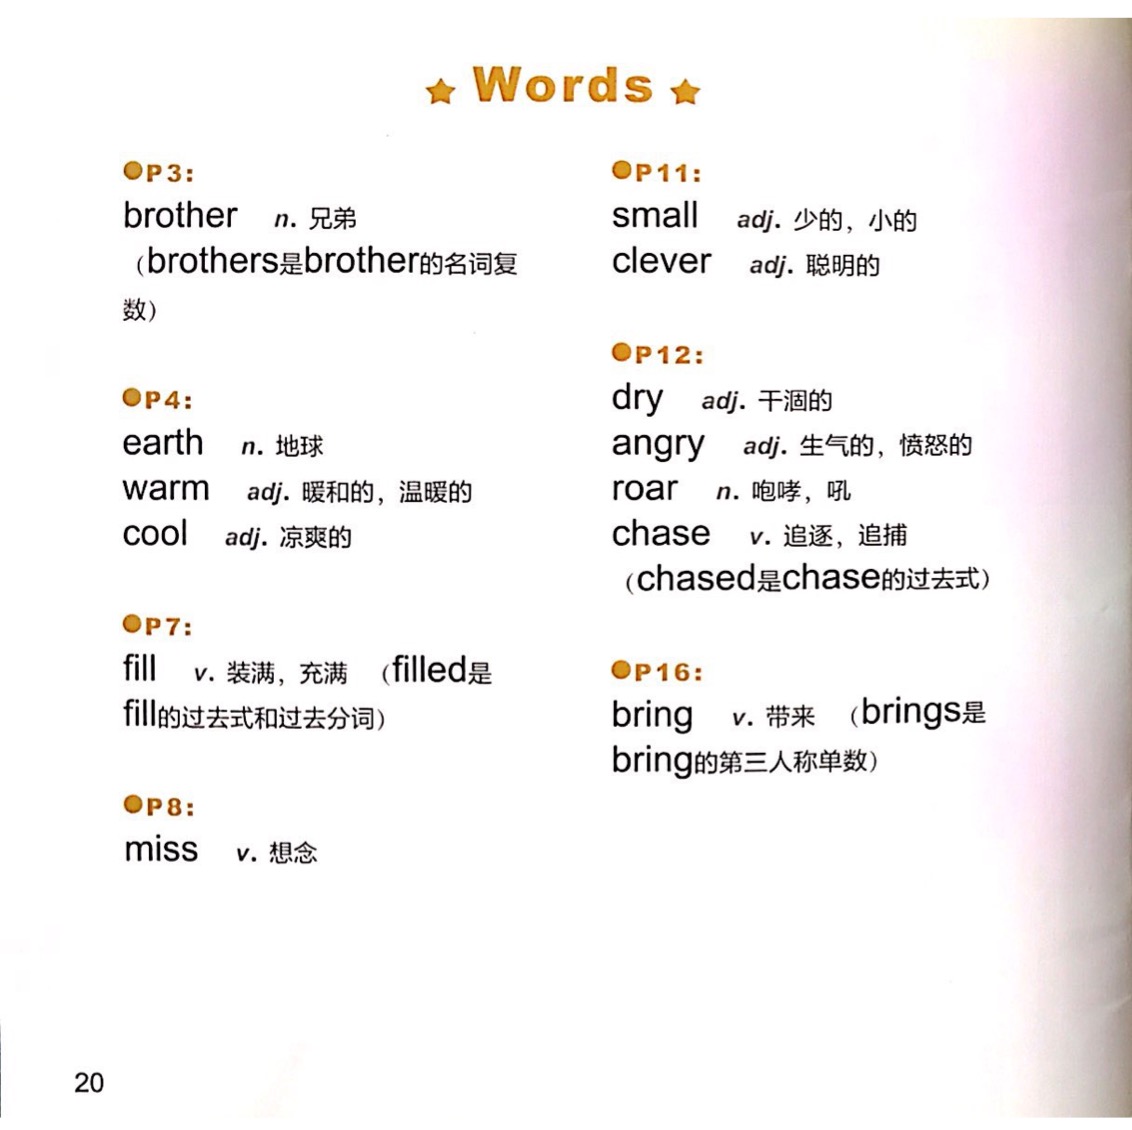 Words
P3:
brother n. 兄弟
（brothers是brother的名词复
数）
P4:
earth n. 地球
warm adj. 暖和的，温暖的
cool adj. 凉爽的
P7:
fill v. 装满，充满 （filled是
fill的过去式和过去分词）
P8:
miss v. 想念
P11:
small adj. 少的，小的
clever adj. 聪明的
P12:
dry adj. 干涸的
angry adj. 生气的，愤怒的
roar n. 咆哮，吼
chase v. 追逐，追捕
（chased是chase的过去式）
P16:
bring v. 带来 （brings是
bring的第三人称单数）
20